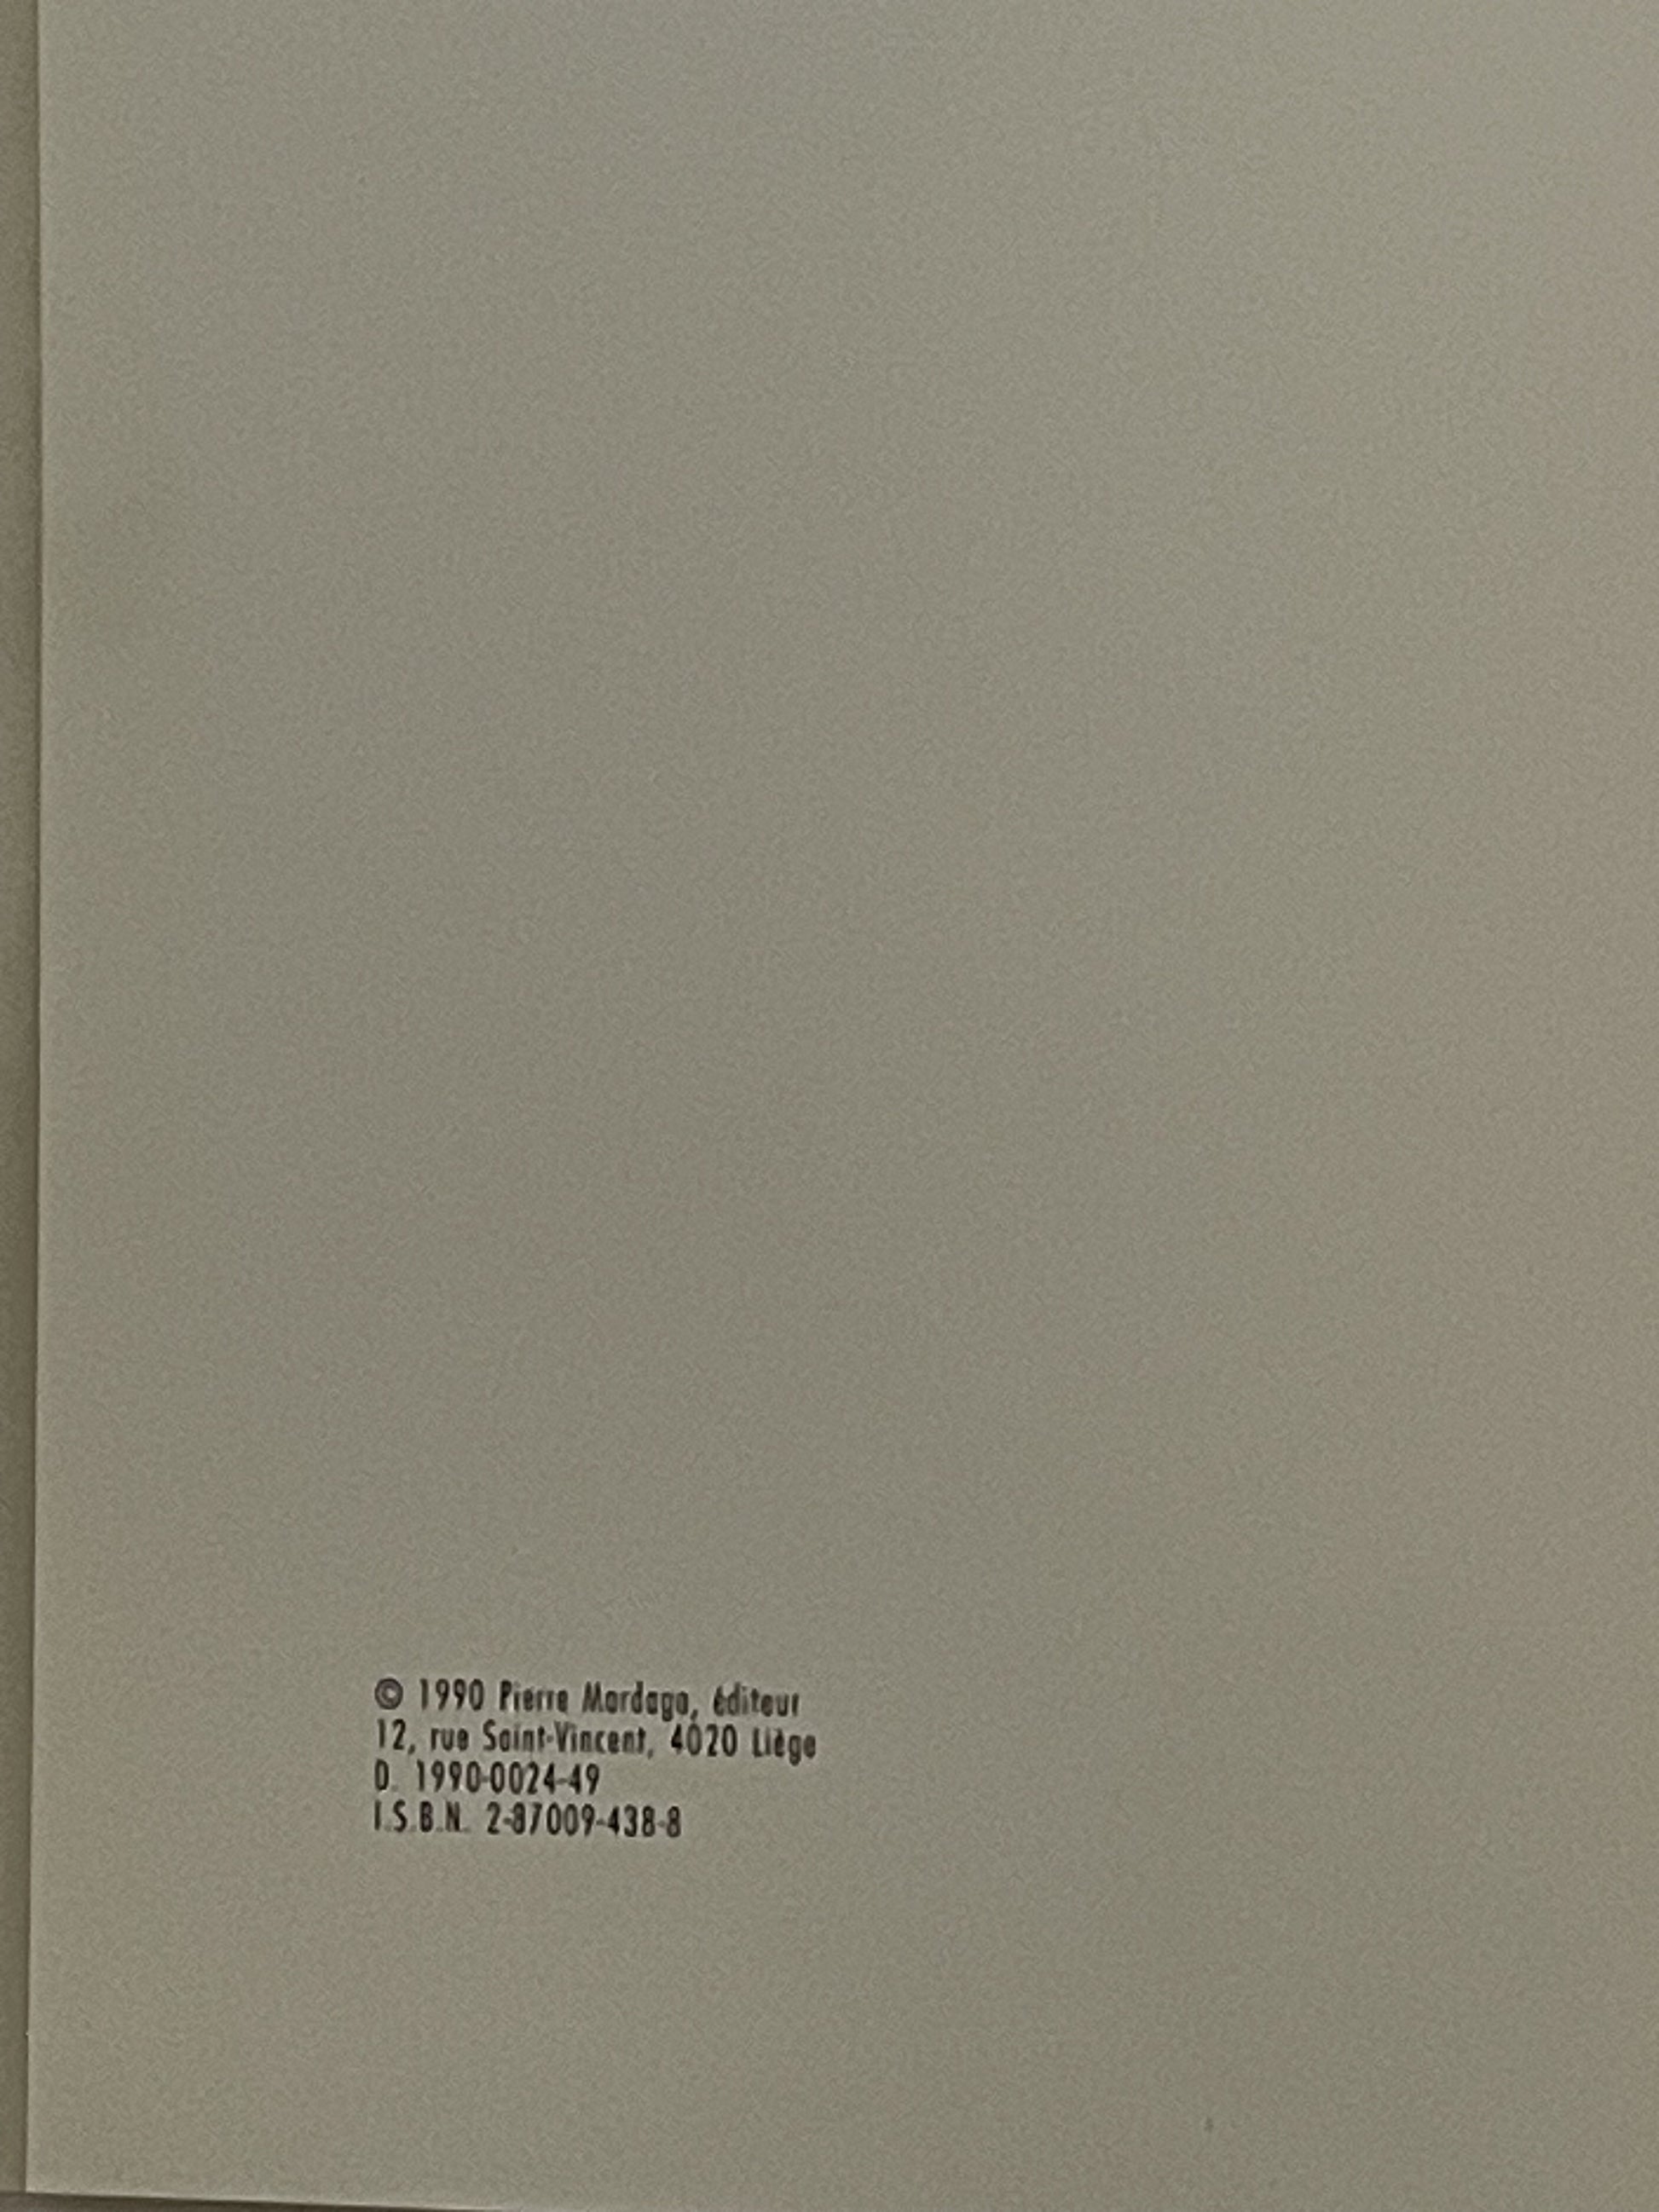 © 1990 Pierre Mardaga, éditeur
12, rue Saint-Vincent, 4020 Liège
D. 1990-0024-49
I.S.B.N. 2-87009-438-8